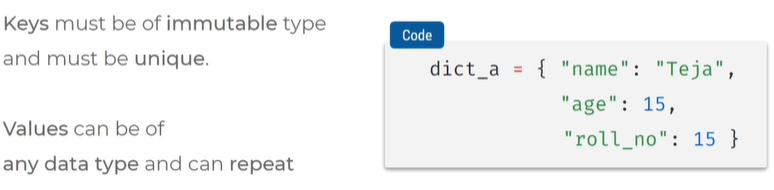 Keys must be of immutable type
and must be unique.
Values can be of
any data type and can repeat
Code
dict_a = { "name": "Teja",
"age": 15,
"roll_no": 15 }